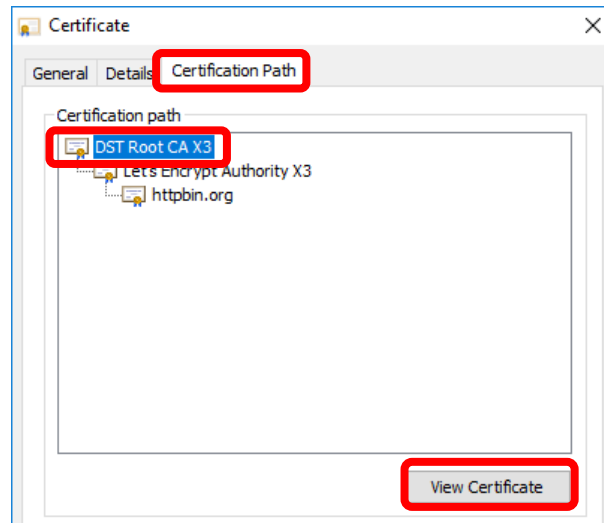 Certificate
General Details Certification Path
Certification path
DST Root CA X3
Let's Encrypt Authority X3
httpbin.org
View Certificate